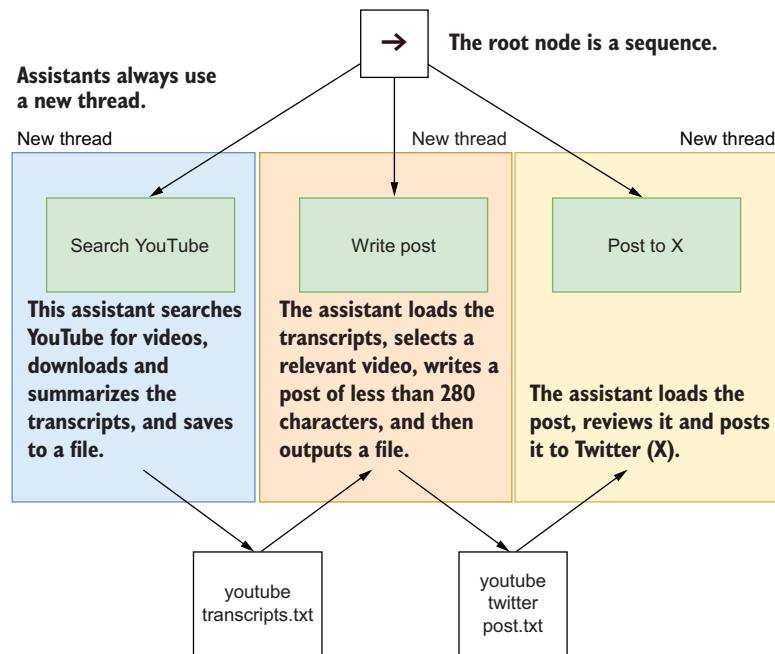 →
The root node is a sequence.
Assistants always use
a new thread.
New thread
New thread
New thread
Search YouTube
This assistant searches
YouTube for videos,
downloads and
summarizes the
transcripts, and saves
to a file.
Write post
The assistant loads the
transcripts, selects a
relevant video, writes a
post of less than 280
characters, and then
outputs a file.
Post to X
The assistant loads the
post, reviews it and posts
it to Twitter (X).
youtube
transcripts.txt
youtube
twitter
post.txt